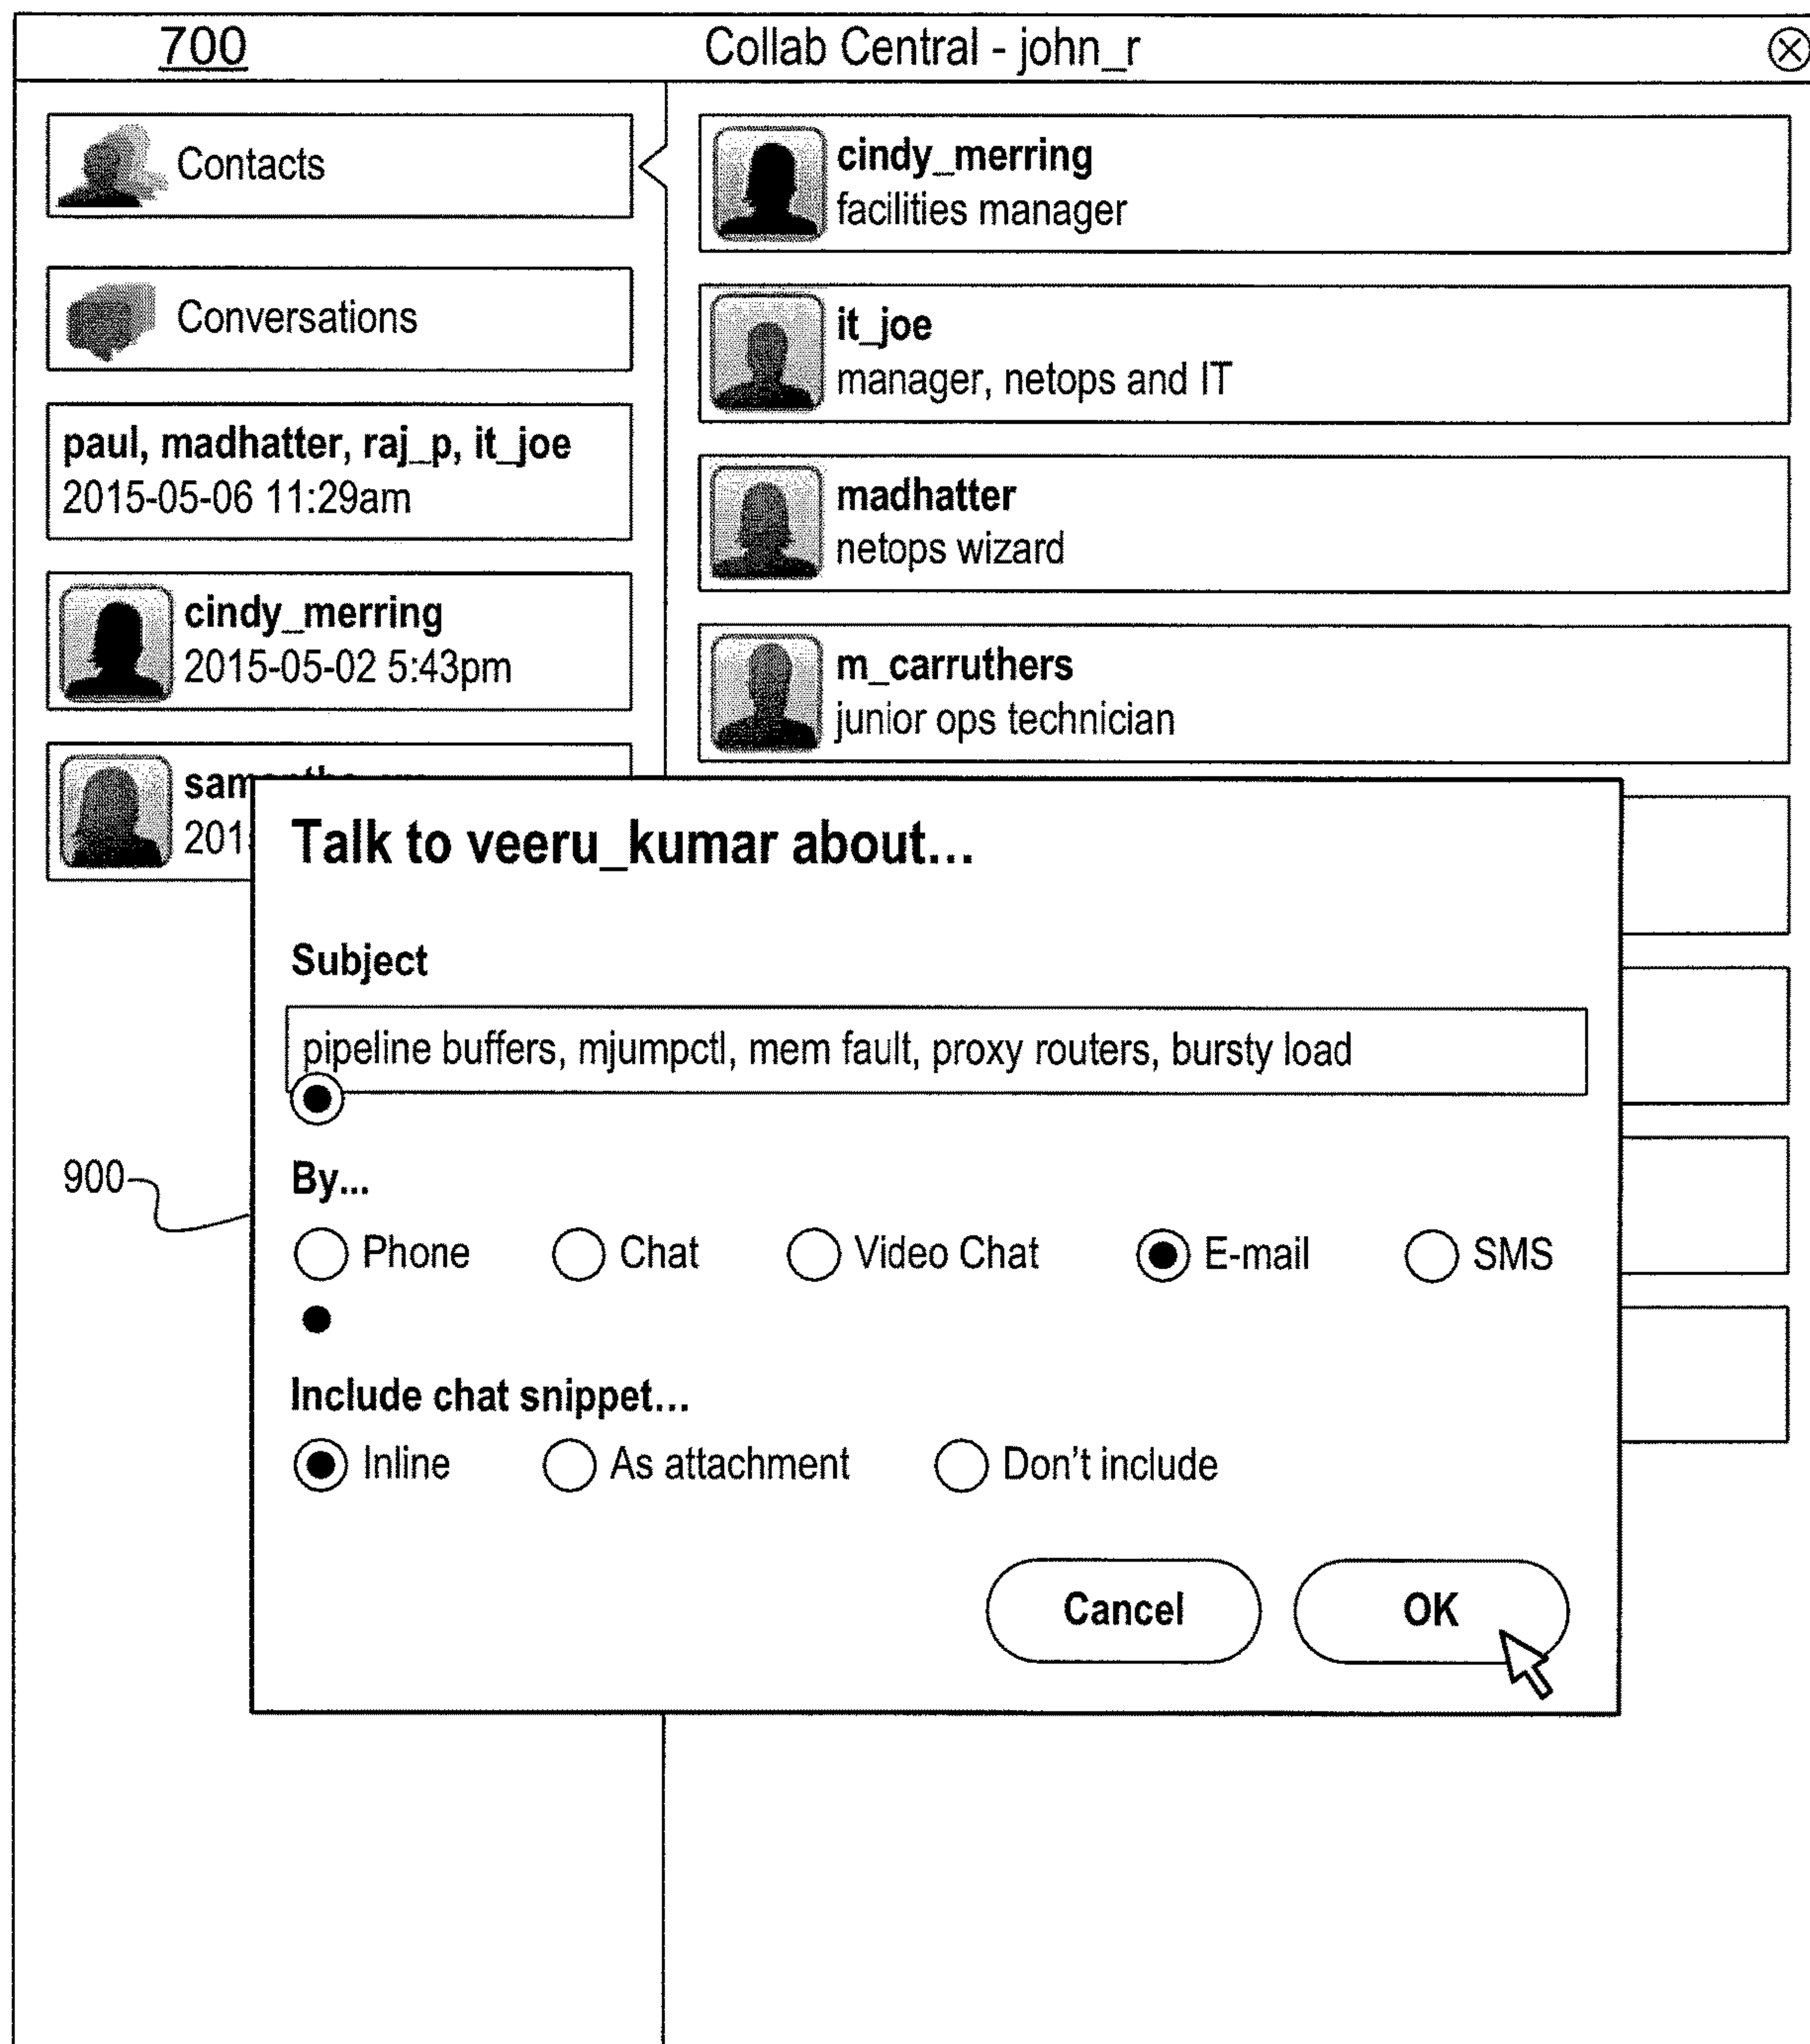 700
Collab Central - john_r
Contacts
Conversations
paul, madhatter, raj_p, it_joe
2015-05-06 11:29am
cindy_merring
2015-05-02 5:43pm
cindy_merring
facilities manager
it_joe
manager, netops and IT
madhatter
netops wizard
m_carruthers
junior ops technician
Talk to veeru_kumar about...
Subject
pipeline buffers, mjumpctl, mem fault, proxy routers, bursty load
900
By...
Phone Chat Video Chat E-mail SMS
Include chat snippet...
Inline As attachment Don't include
Cancel OK